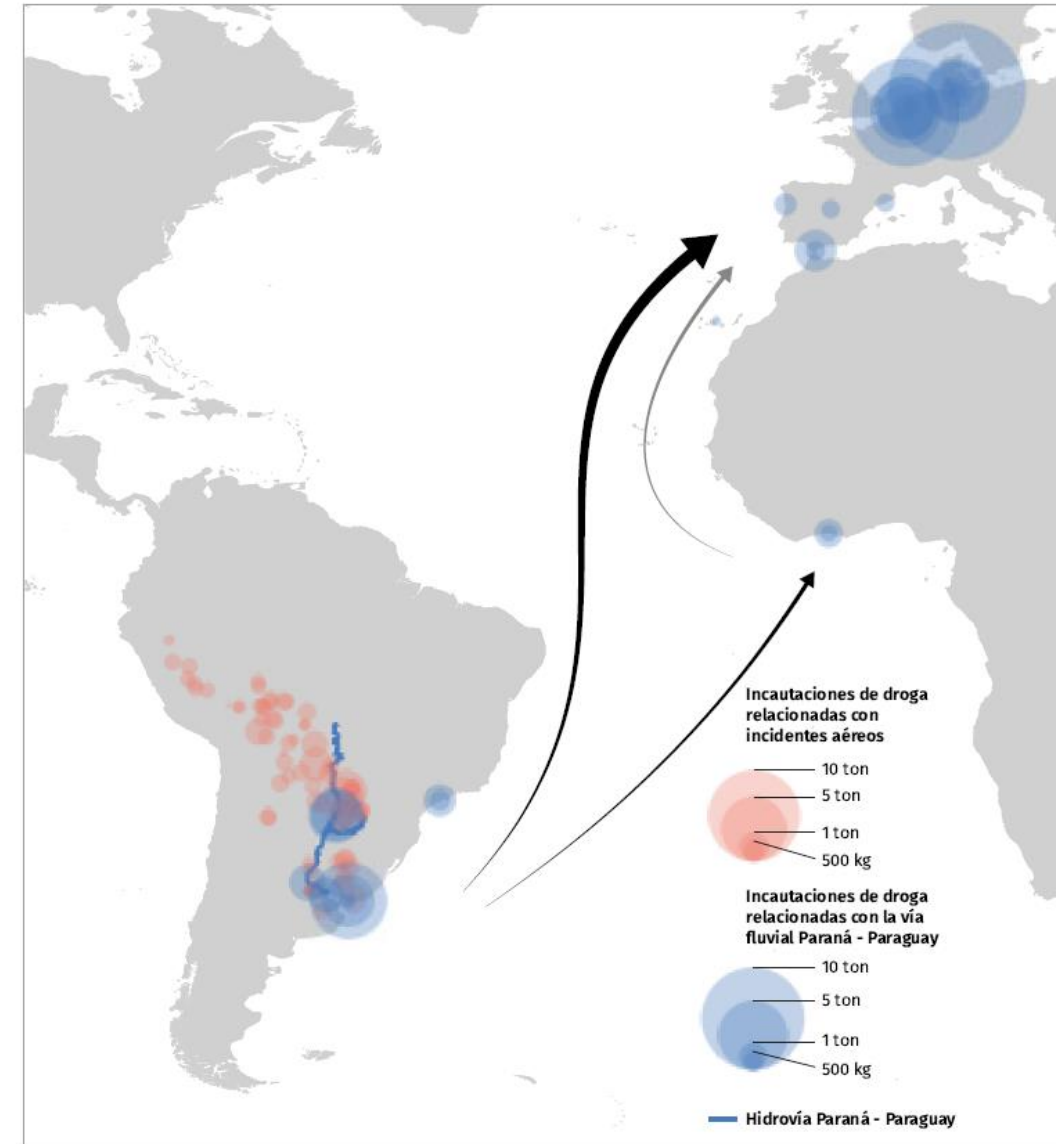 Incautaciones de droga
relacionadas con
incidentes aéreos
10 ton
5 ton
1 ton
500 kg
Incautaciones de droga
relacionadas con la vía
fluvial Paraná - Paraguay
10 ton
5 ton
1 ton
500 kg
Hidrovía Paraná - Paraguay